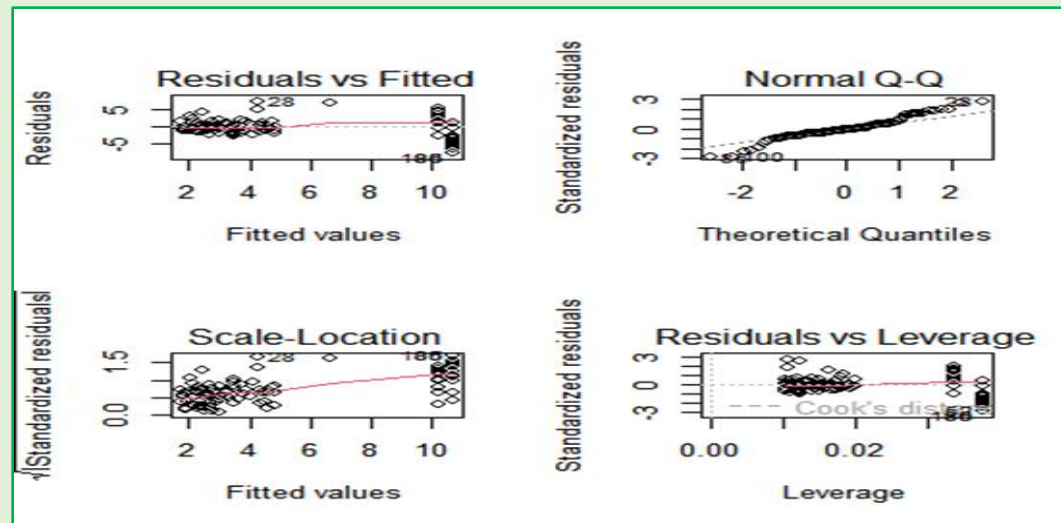 Residuals vs Fitted
Residuals
5
-5
28
2 4 6 8 10
Fitted values
Normal Q-Q
Standardized residuals
3
0
-3
-2 0 1 2
Theoretical Quantiles
Scale-Location
√|Standardized residuals|
1.5
0.0
28
2 4 6 8 10
Fitted values
Residuals vs Leverage
Standardized residuals
3
0
-3
Cook's dist
0.00 0.02
Leverage